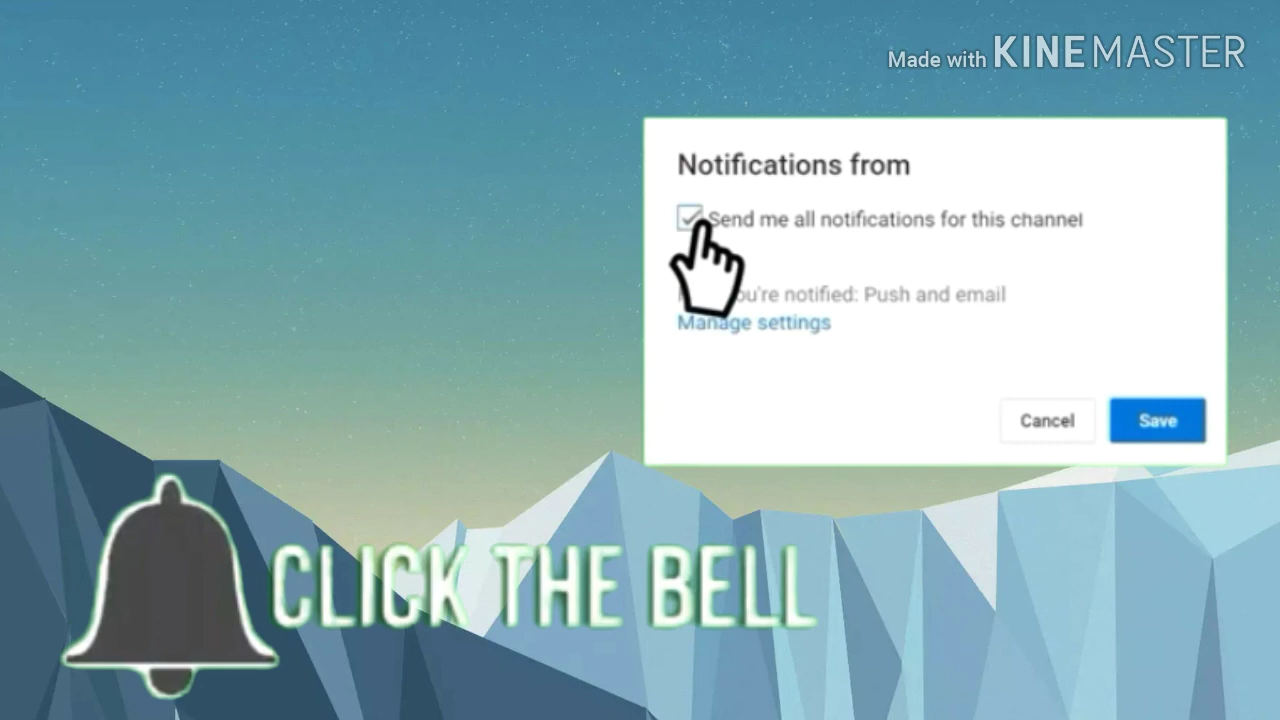 Made with KINEMASTER
Notifications from
Send me all notifications for this channel
you're notified: Push and email
Manage settings
Cancel
Save
CLICK THE BELL